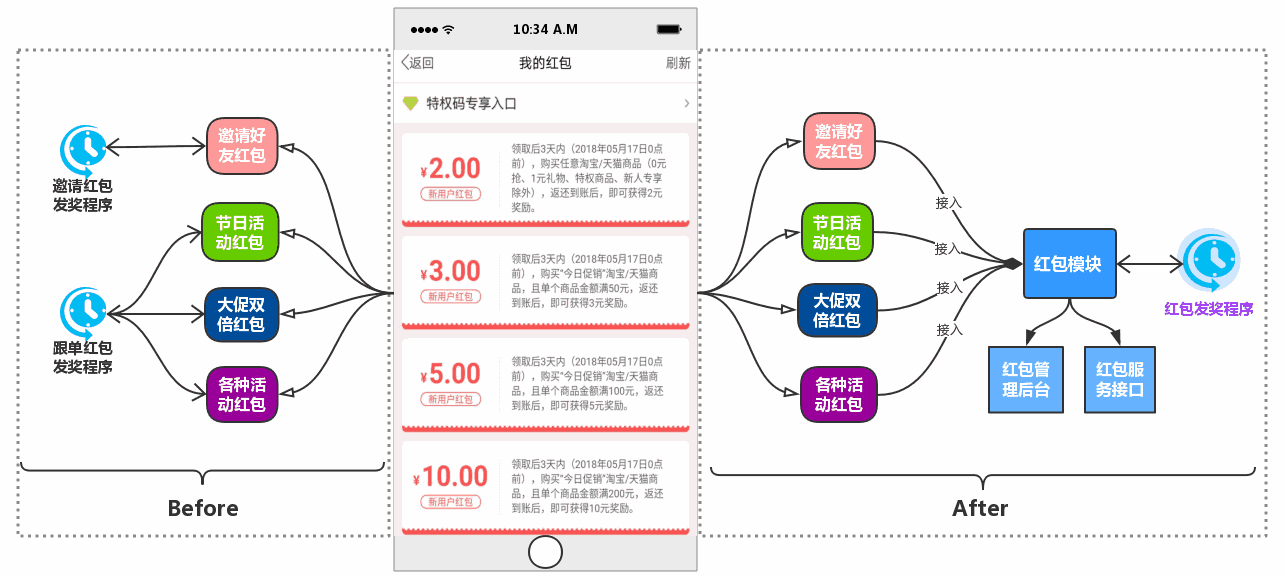 邀请红包
发奖程序
跟单红包
发奖程序
邀请好
友红包
节日活
动红包
大促双
倍红包
各种活
动红包
Before
10:34 A.M
返回
我的红包
刷新
特权码专享入口
¥2.00
新用户红包
领取后3天内（2018年05月17日0点
前），购买任意淘宝/天猫商品（0元
抢、1元礼物、特权商品、新人专享
除外），返还到账后，即可获得2元
奖励。
¥3.00
新用户红包
领取后3天内（2018年05月17日0点
前），购买“今日促销”淘宝/天猫商
品，且单个商品金额满50元，返还
到账后，即可获得3元奖励。
¥5.00
新用户红包
领取后3天内（2018年05月17日0点
前），购买“今日促销”淘宝/天猫商
品，且单个商品金额满100元，返还
到账后，即可获得5元奖励。
¥10.00
新用户红包
领取后3天内（2018年05月17日0点
前），购买“今日促销”淘宝/天猫商
品，且单个商品金额满200元，返还
到账后，即可获得10元奖励。
邀请好
友红包
节日活
动红包
大促双
倍红包
各种活
动红包
接入
接入
接入
接入
红包模块
红包发奖程序
红包管
理后台
红包服
务接口
After